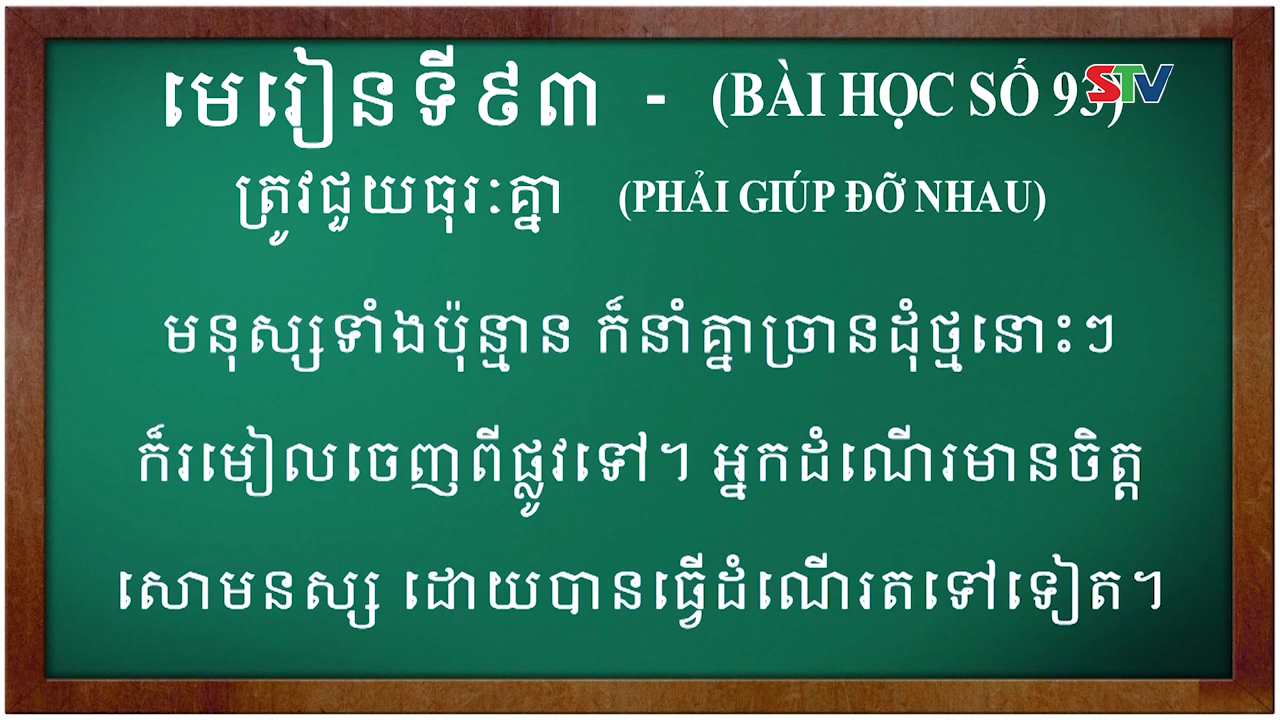 មេរៀនទី៩៣ - (BÀI HỌC SỐ 93)
STV
ត្រូវជួយធុរៈគ្នា (PHẢI GIÚP ĐỠ NHAU)
មនុស្សទាំងប៉ុន្មាន ក៏នាំគ្នាច្រានដុំថ្មនោះៗ
ក៏រមៀលចេញពីផ្លូវទៅ។ អ្នកដំណើរមានចិត្ត
សោមនស្ស ដោយបានធ្វើដំណើរតទៅទៀត។